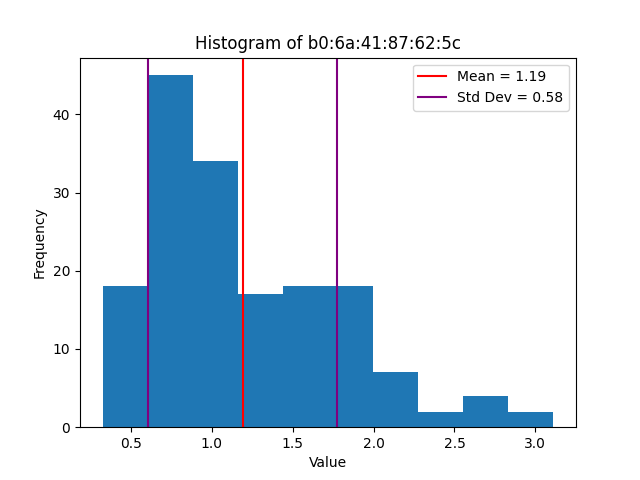 Histogram of b0:6a:41:87:62:5c
Mean = 1.19
Std Dev = 0.58
Frequency
40
30
20
10
0
0.5 1.0 1.5 2.0 2.5 3.0
Value